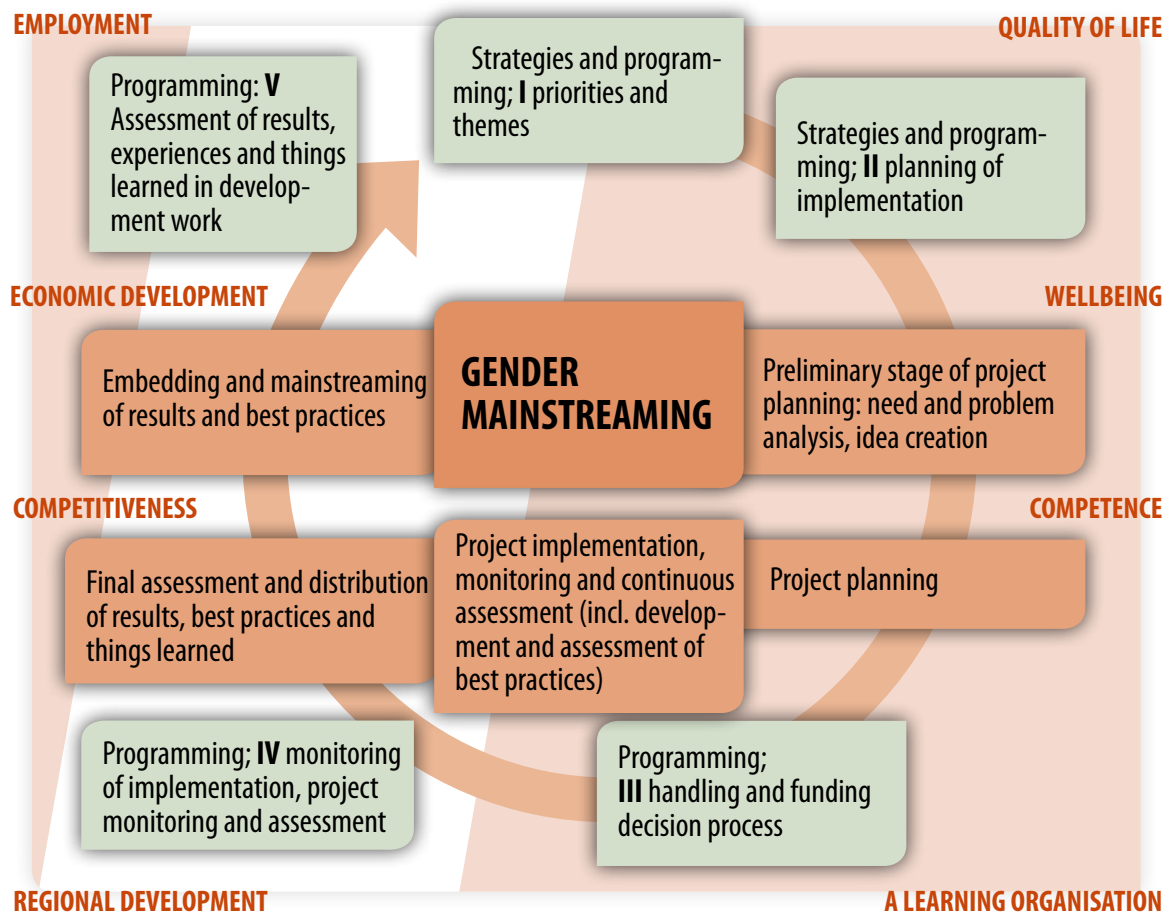 EMPLOYMENT
QUALITY OF LIFE
Programming: V
Assessment of results,
experiences and things
learned in develop-
ment work
Strategies and program-
ming; I priorities and
themes
Strategies and program-
ming; II planning of
implementation
ECONOMIC DEVELOPMENT
WELLBEING
Embedding and mainstreaming
of results and best practices
GENDER
MAINSTREAMING
Preliminary stage of project
planning: need and problem
analysis, idea creation
COMPETITIVENESS
COMPETENCE
Final assessment and distribution
of results, best practices and
things learned
Project implementation,
monitoring and continuous
assessment (incl. develop-
ment and assessment of
best practices)
Project planning
Programming; IV monitoring
of implementation, project
monitoring and assessment
Programming;
III handling and funding
decision process
REGIONAL DEVELOPMENT
A LEARNING ORGANISATION